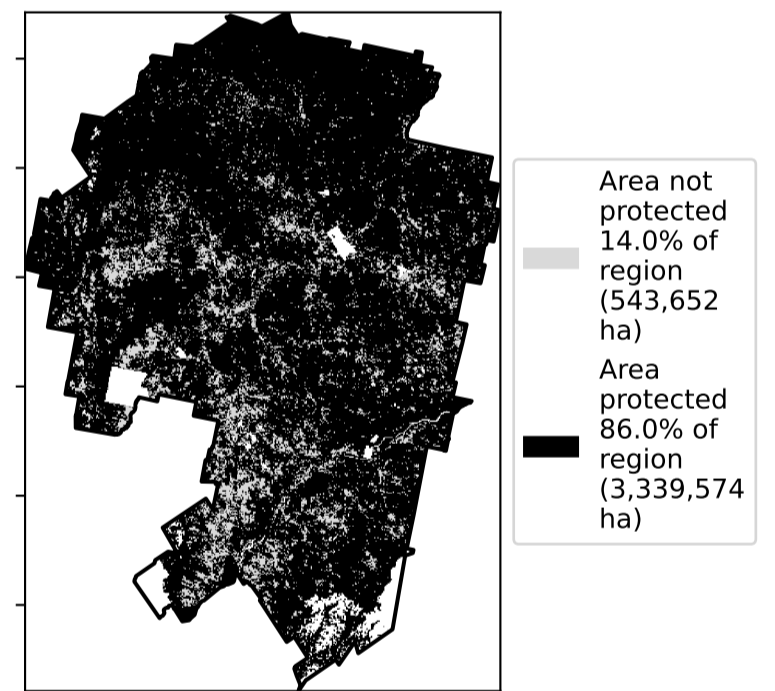 Area not
protected
14.0% of
region
(543,652
ha)
Area
protected
86.0% of
region
(3,339,574
ha)